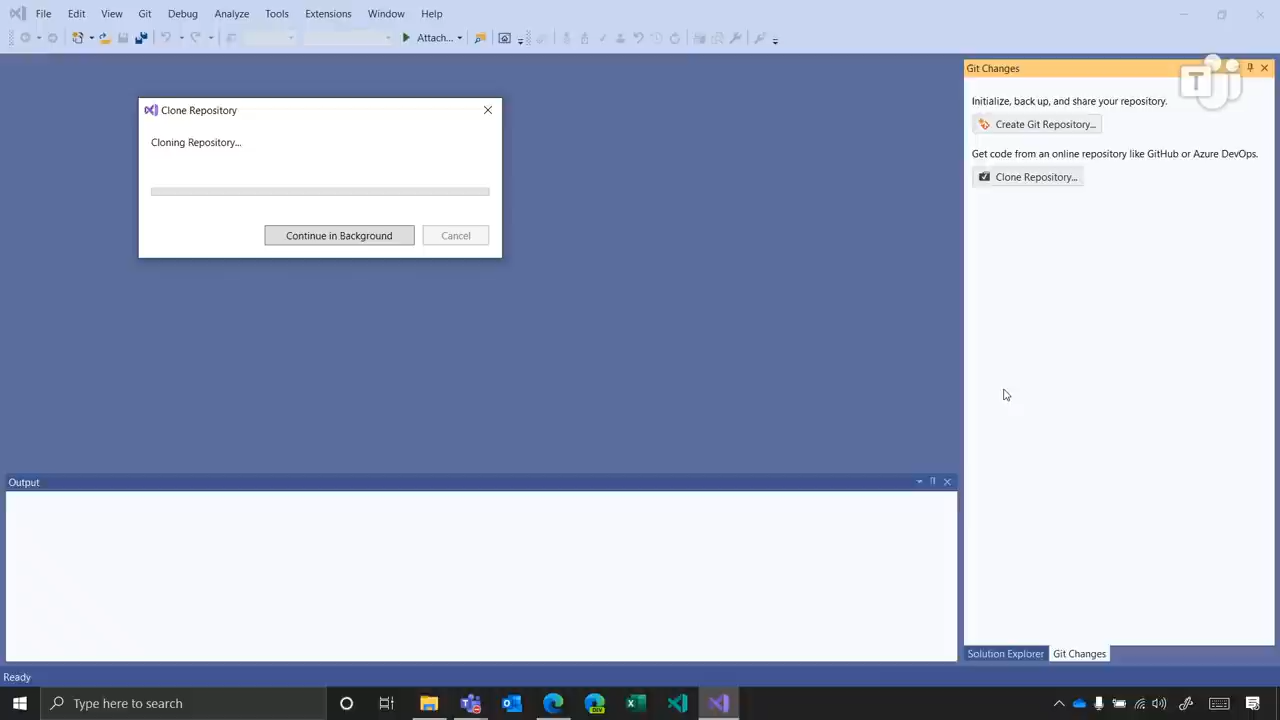 File Edit View Git Debug Analyze Tools Extensions Window Help
Attach...
Git Changes
Initialize, back up, and share your repository.
Create Git Repository...
Get code from an online repository like GitHub or Azure DevOps.
Clone Repository...
Clone Repository
Cloning Repository...
Continue in Background
Cancel
Output
Solution Explorer
Git Changes
Ready
Type here to search
DEV
T